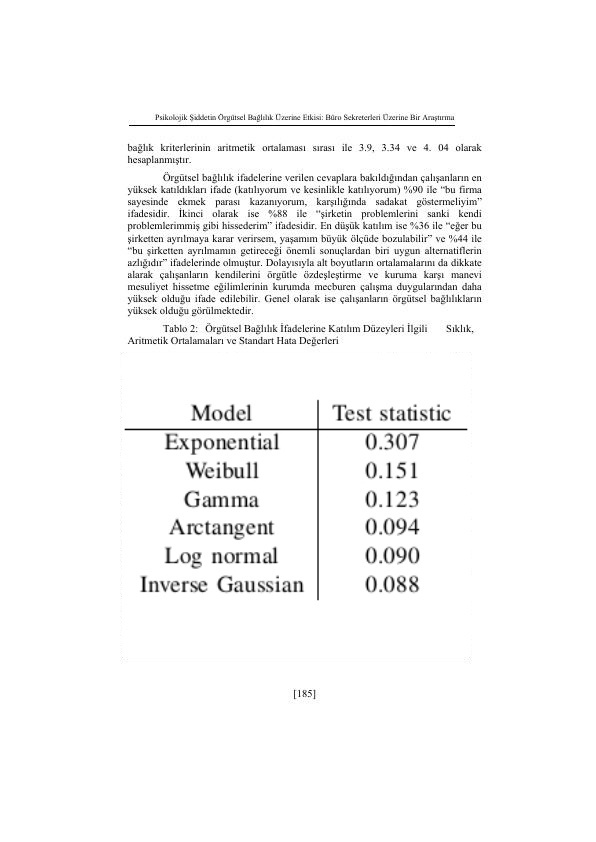 Psikolojik Şiddetin Örgütsel Bağlılık Üzerine Etkisi: Büro Sekreterleri Üzerine Bir Araştırma
bağlık kriterlerinin aritmetik ortalaması sırası ile 3.9, 3.34 ve 4. 04 olarak
hesaplanmıştır.
Örgütsel bağlılık ifadelerine verilen cevaplara bakıldığından çalışanların en
yüksek katıldıkları ifade (katılıyorum ve kesinlikle katılıyorum) %90 ile “bu firma
sayesinde ekmek parası kazanıyorum, karşılığında sadakat göstermeliyim”
ifadesidir. İkinci olarak ise %88 ile “şirketin problemlerini sanki kendi
problemlerimmiş gibi hissederim” ifadesidir. En düşük katılım ise %36 ile “eğer bu
şirketten ayrılmaya karar verirsem, yaşamım büyük ölçüde bozulabilir” ve %44 ile
“bu şirketten ayrılmamın getireceği önemli sonuçlardan biri uygun alternatiflerin
azlığıdır” ifadelerinde olmuştur. Dolayısıyla alt boyutların ortalamalarını da dikkate
alarak çalışanların kendilerini örgütle özdeşleştirme ve kuruma karşı manevi
mesuliyet hissetme eğilimlerinin kurumda mecburen çalışma duygularından daha
yüksek olduğu ifade edilebilir. Genel olarak ise çalışanların örgütsel bağlılıkların
yüksek olduğu görülmektedir.
Tablo 2: Örgütsel Bağlılık İfadelerine Katılım Düzeyleri İlgili Sıklık,
Aritmetik Ortalamaları ve Standart Hata Değerleri
Model Test statistic
Exponential 0.307
Weibull 0.151
Gamma 0.123
Arctangent 0.094
Log normal 0.090
Inverse Gaussian 0.088
[185]